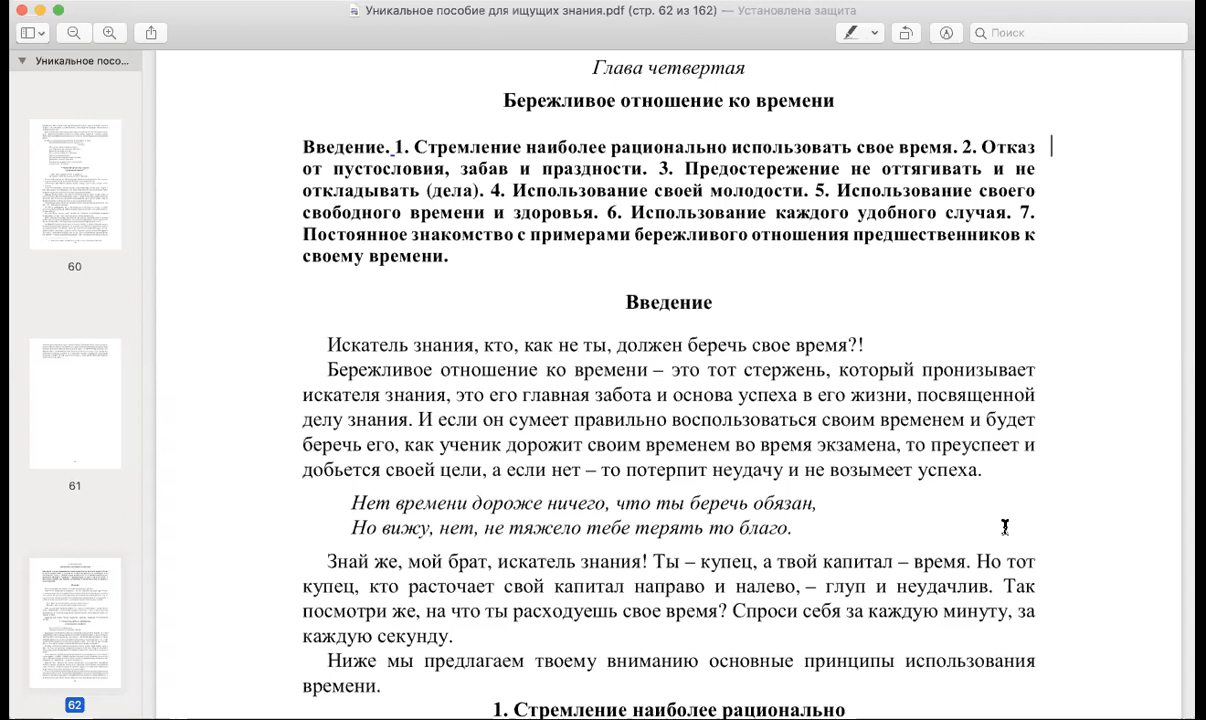 Уникальное пособие для ищущих знания.pdf (стр. 62 из 162) — Установлена защита
Поиск
Уникальное посо...
60
61
62
Глава четвертая
Бережливое отношение ко времени
Введение. 1. Стремление наиболее рационально использовать свое время. 2. Отказ
от пустословия, забав и праздности. 3. Предостережение не оттягивать и не
откладывать (дела). 4. Использование своей молодости. 5. Использование своего
свободного времени и здоровья. 6. Использование каждого удобного случая. 7.
Постоянное знакомство с примерами бережливого отношения предшественников к
своему времени.
Введение
Искатель знания, кто, как не ты, должен беречь свое время?!
Бережливое отношение ко времени – это тот стержень, который пронизывает
искателя знания, это его главная забота и основа успеха в его жизни, посвященной
делу знания. И если он сумеет правильно воспользоваться своим временем и будет
беречь его, как ученик дорожит своим временем во время экзамена, то преуспеет и
добьется своей цели, а если нет – то потерпит неудачу и не возымеет успеха.
Нет времени дороже ничего, что ты беречь обязан,
Но вижу, нет, не тяжело тебе терять то благо.
Знай же, мой брат, искатель знания! Ты – купец, а твой капитал – время. Но тот
купец, кто расточает свой капитал направо и налево, – глуп и неудачлив. Так
посмотри же, на что ты расходуешь свое время? Спроси себя за каждую минуту, за
каждую секунду.
Ниже мы предлагаем твоему вниманию основные принципы использования
времени.
1. Стремление наиболее рационально